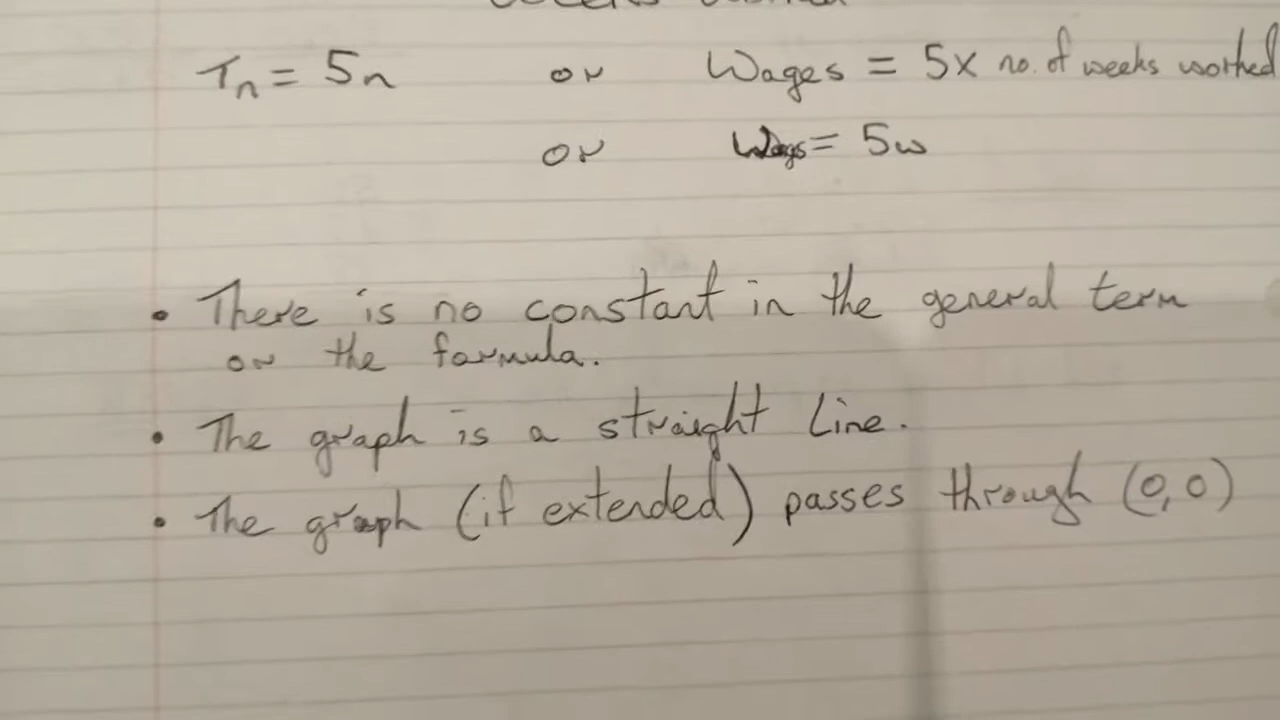 Tn = 5n or Wages = 5x no. of weeks worked
or Wages = 5w
• There is no constant in the general term
or the formula.
• The graph is a straight line.
• The graph (if extended) passes through (0,0)